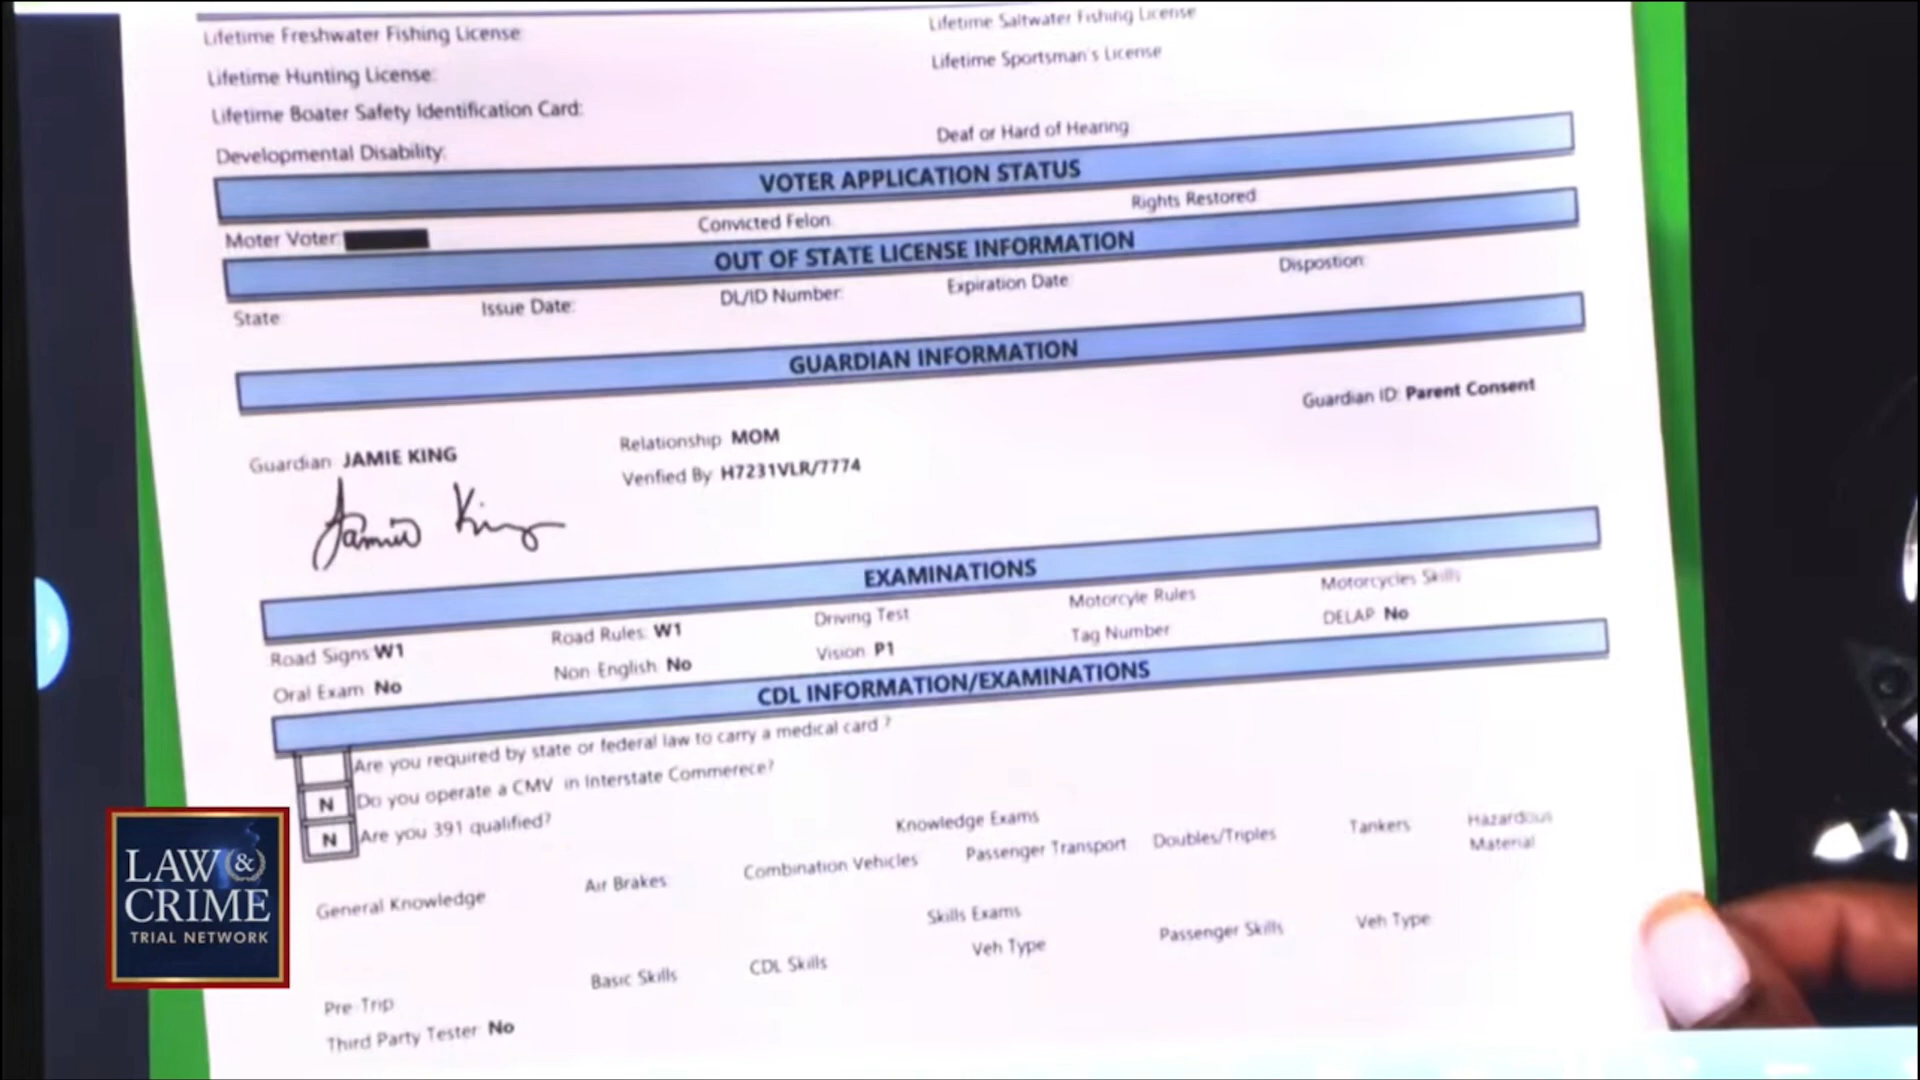 Lifetime Freshwater Fishing License: Lifetime Saltwater Fishing License
Lifetime Hunting License: Lifetime Sportsman's License
Lifetime Boater Safety Identification Card:
Developmental Disability: Deaf or Hard of Hearing
VOTER APPLICATION STATUS
Moter Voter: Convicted Felon Rights Restored
OUT OF STATE LICENSE INFORMATION
State: Issue Date: DL/ID Number: Expiration Date Dispostion:
GUARDIAN INFORMATION
Guardian ID: Parent Consent
Guardian JAMIE KING Relationship MOM
Verified By H7231VLR/7774
Jamie King
EXAMINATIONS
Road Signs W1 Road Rules: W1 Driving Test Motorcyle Rules Motorcycles Skills
Oral Exam No Non English No Vision P1 Tag Number DELAP No
CDL INFORMATION/EXAMINATIONS
Are you required by state or federal law to carry a medical card ?
N Do you operate a CMV in Interstate Commerece?
N Are you 391 qualified?
Knowledge Exams
General Knowledge Air Brakes Combination Vehicles Passenger Transport Doubles/Triples Tankers Hazardous
Material
Skills Exams
Pre-Trip Basic Skills CDL Skills Veh Type Passenger Skills Veh Type
Third Party Tester No
LAW &
CRIME
TRIAL NETWORK